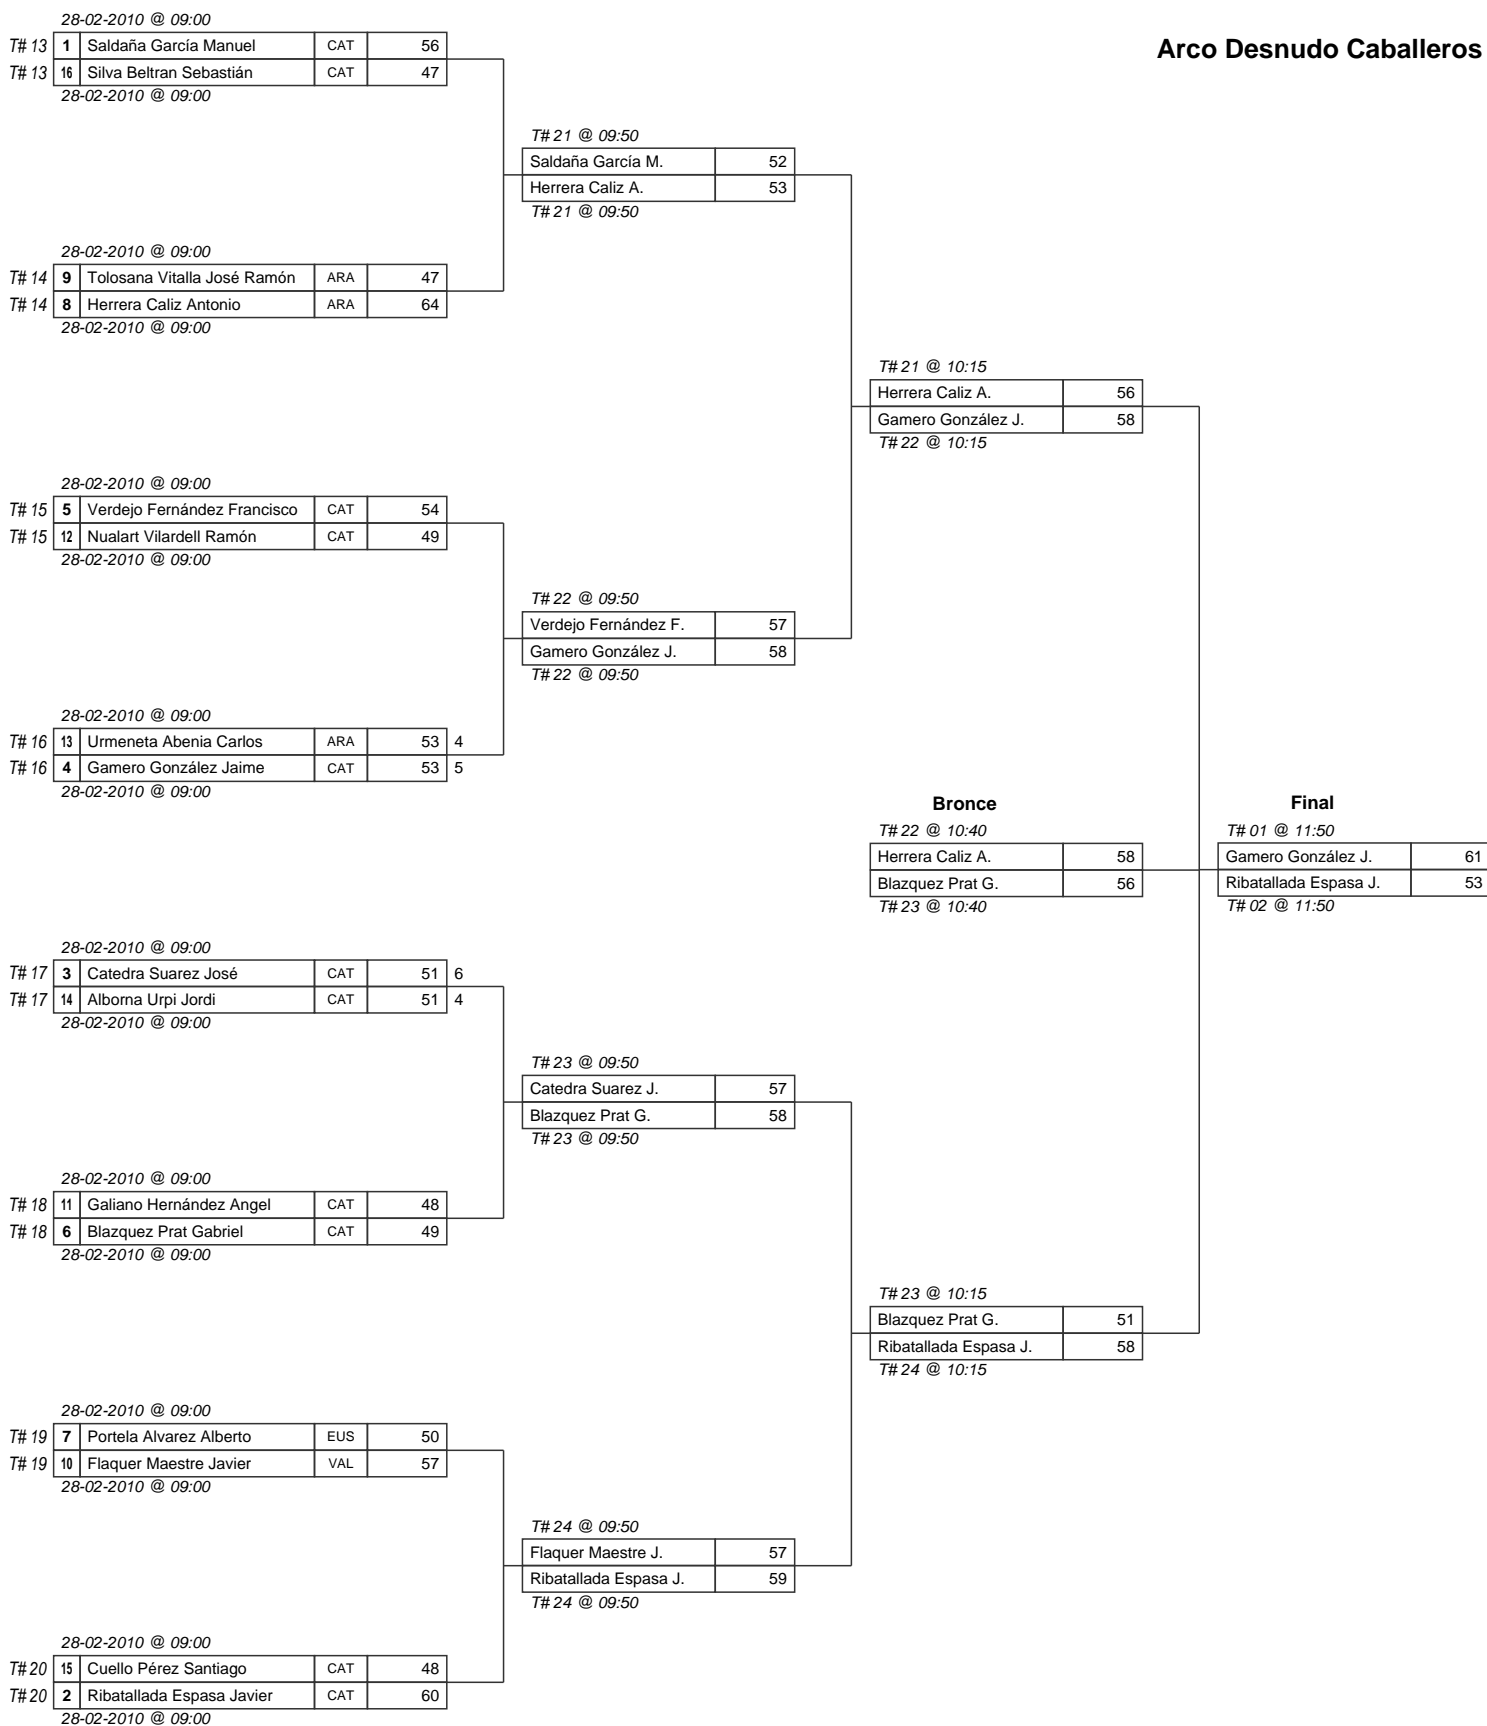 Arco Desnudo Caballeros
28-02-2010 @ 09:00
T# 13 1 Saldaña García Manuel CAT 56
T# 13 16 Silva Beltran Sebastián CAT 47
28-02-2010 @ 09:00
28-02-2010 @ 09:00
T# 14 9 Tolosana Vitalla José Ramón ARA 47
T# 14 8 Herrera Caliz Antonio ARA 64
28-02-2010 @ 09:00
28-02-2010 @ 09:00
T# 15 5 Verdejo Fernández Francisco CAT 54
T# 15 12 Nualart Vilardell Ramón CAT 49
28-02-2010 @ 09:00
28-02-2010 @ 09:00
T# 16 13 Urmeneta Abenia Carlos ARA 53 4
T# 16 4 Gamero González Jaime CAT 53 5
28-02-2010 @ 09:00
28-02-2010 @ 09:00
T# 17 3 Catedra Suarez José CAT 51 6
T# 17 14 Alborna Urpi Jordi CAT 51 4
28-02-2010 @ 09:00
28-02-2010 @ 09:00
T# 18 11 Galiano Hernández Angel CAT 48
T# 18 6 Blazquez Prat Gabriel CAT 49
28-02-2010 @ 09:00
28-02-2010 @ 09:00
T# 19 7 Portela Alvarez Alberto EUS 50
T# 19 10 Flaquer Maestre Javier VAL 57
28-02-2010 @ 09:00
28-02-2010 @ 09:00
T# 20 15 Cuello Pérez Santiago CAT 48
T# 20 2 Ribatallada Espasa Javier CAT 60
28-02-2010 @ 09:00
T# 21 @ 09:50
Saldaña García M. 52
Herrera Caliz A. 53
T# 21 @ 09:50
T# 22 @ 09:50
Verdejo Fernández F. 57
Gamero González J. 58
T# 22 @ 09:50
T# 23 @ 09:50
Catedra Suarez J. 57
Blazquez Prat G. 58
T# 23 @ 09:50
T# 24 @ 09:50
Flaquer Maestre J. 57
Ribatallada Espasa J. 59
T# 24 @ 09:50
T# 21 @ 10:15
Herrera Caliz A. 56
Gamero González J. 58
T# 22 @ 10:15
Bronce
T# 22 @ 10:40
Herrera Caliz A. 58
Blazquez Prat G. 56
T# 23 @ 10:40
T# 23 @ 10:15
Blazquez Prat G. 51
Ribatallada Espasa J. 58
T# 24 @ 10:15
Final
T# 01 @ 11:50
Gamero González J. 61
Ribatallada Espasa J. 53
T# 02 @ 11:50